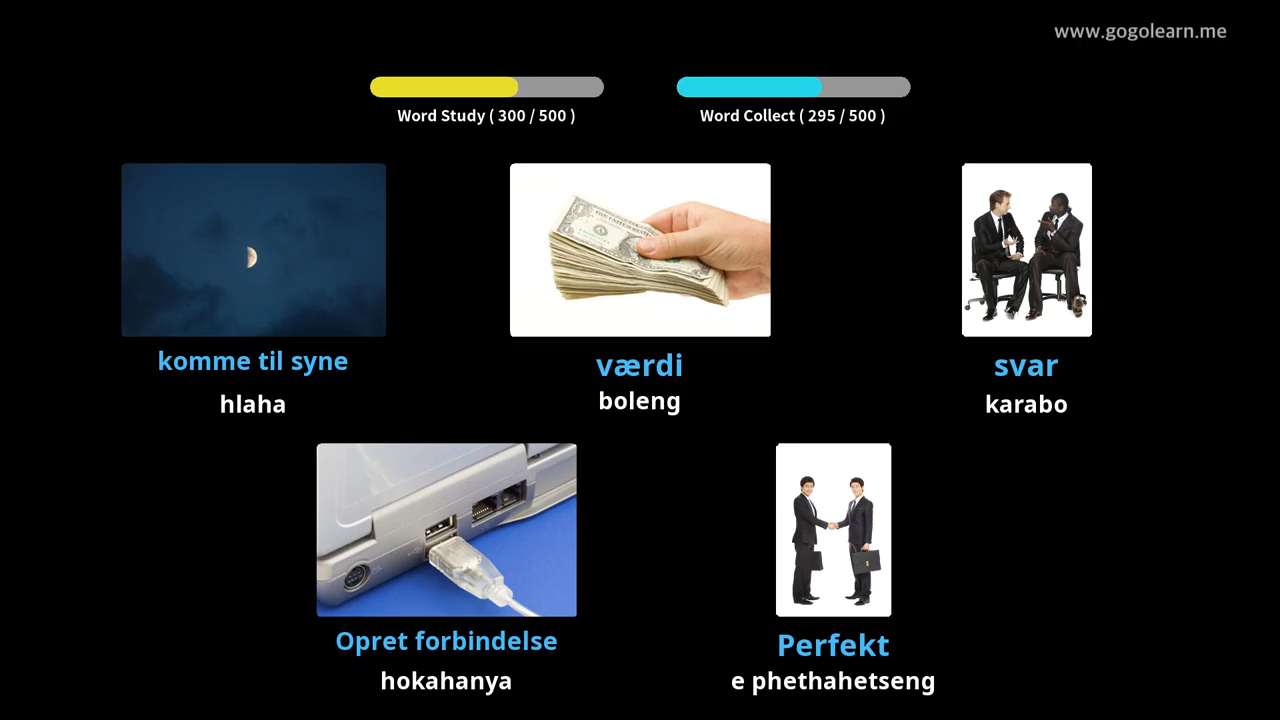 www.gogolearn.me
Word Study ( 300 / 500 )
Word Collect ( 295 / 500 )
komme til syne
hlaha
værdi
boleng
svar
karabo
Opret forbindelse
hokahanya
Perfekt
e phethahetseng